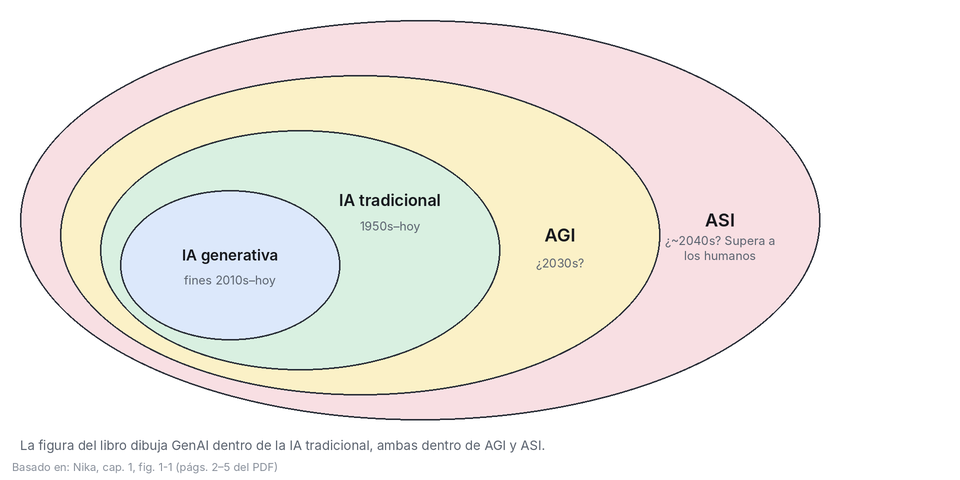 IA tradicional
1950s–hoy
IA generativa
fines 2010s–hoy
AGI
¿2030s?
ASI
¿~2040s? Supera a
los humanos
La figura del libro dibuja GenAI dentro de la IA tradicional, ambas dentro de AGI y ASI.
Basado en: Nika, cap. 1, fig. 1-1 (págs. 2–5 del PDF)